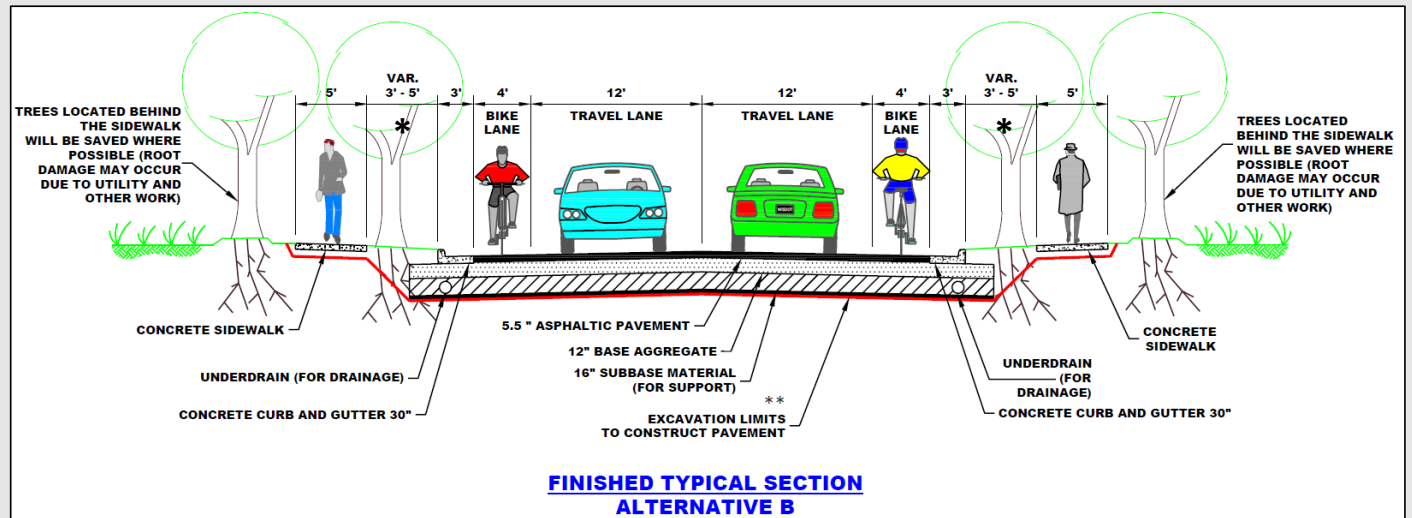 VAR.
VAR.
5'
3' - 5'
3'
4'
12'
12'
4'
3'
3' - 5'
5'
TREES LOCATED BEHIND
THE SIDEWALK
WILL BE SAVED WHERE
POSSIBLE (ROOT
DAMAGE MAY OCCUR
DUE TO UTILITY AND
OTHER WORK)
*
BIKE
LANE
TRAVEL LANE
TRAVEL LANE
BIKE
LANE
*
TREES LOCATED
BEHIND THE SIDEWALK
WILL BE SAVED WHERE
POSSIBLE (ROOT
DAMAGE MAY OCCUR
DUE TO UTILITY AND
OTHER WORK)
WISDOT
CONCRETE SIDEWALK
UNDERDRAIN (FOR DRAINAGE)
CONCRETE CURB AND GUTTER 30"
5.5 " ASPHALTIC PAVEMENT
12" BASE AGGREGATE
16" SUBBASE MATERIAL
(FOR SUPPORT)
**
EXCAVATION LIMITS
TO CONSTRUCT PAVEMENT
CONCRETE
SIDEWALK
UNDERDRAIN
(FOR
DRAINAGE)
CONCRETE CURB AND GUTTER 30"
FINISHED TYPICAL SECTION
ALTERNATIVE B